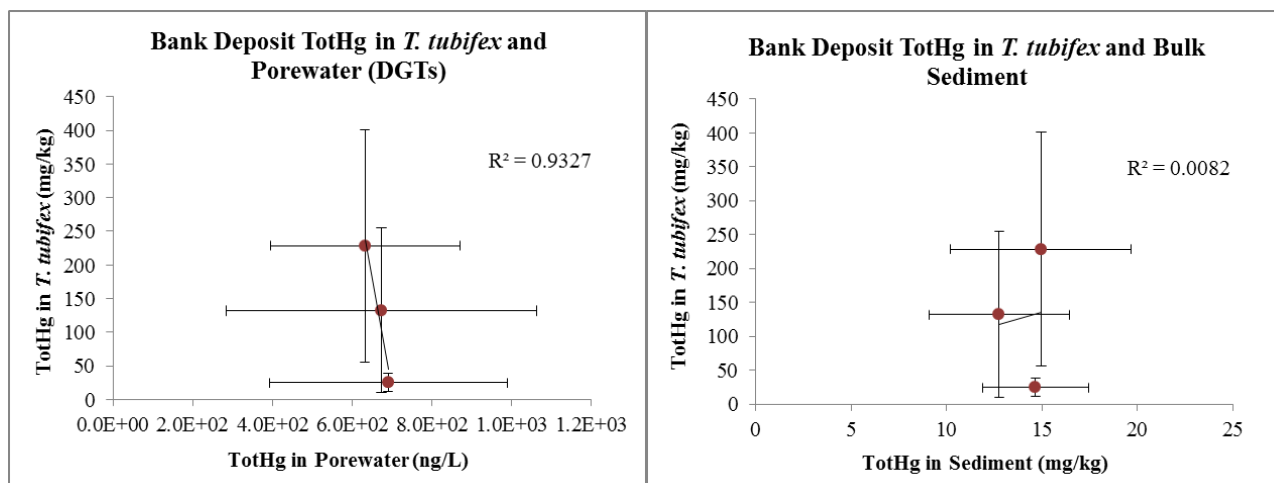 Bank Deposit TotHg in T. tubifex and
Porewater (DGTs)
TotHg in T. tubifex (mg/kg)
450
400
350
300
250
200
150
100
50
0
R² = 0.9327
0.0E+00 2.0E+02 4.0E+02 6.0E+02 8.0E+02 1.0E+03 1.2E+03
TotHg in Porewater (ng/L)
Bank Deposit TotHg in T. tubifex and Bulk
Sediment
TotHg in T. tubifex (mg/kg)
450
400
350
300
250
200
150
100
50
0
R² = 0.0082
0 5 10 15 20 25
TotHg in Sediment (mg/kg)